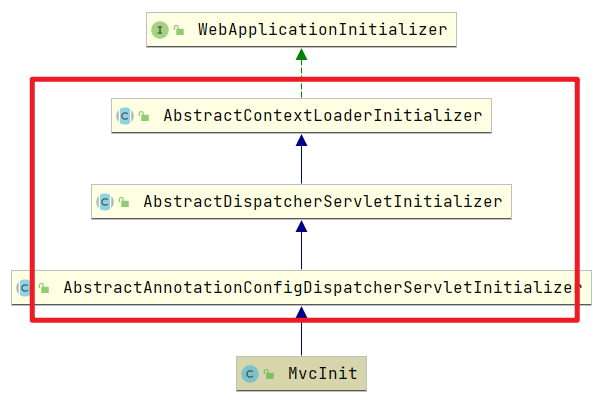 I WebApplicationInitializer
C AbstractContextLoaderInitializer
C AbstractDispatcherServletInitializer
C AbstractAnnotationConfigDispatcherServletInitializer
C MvcInit